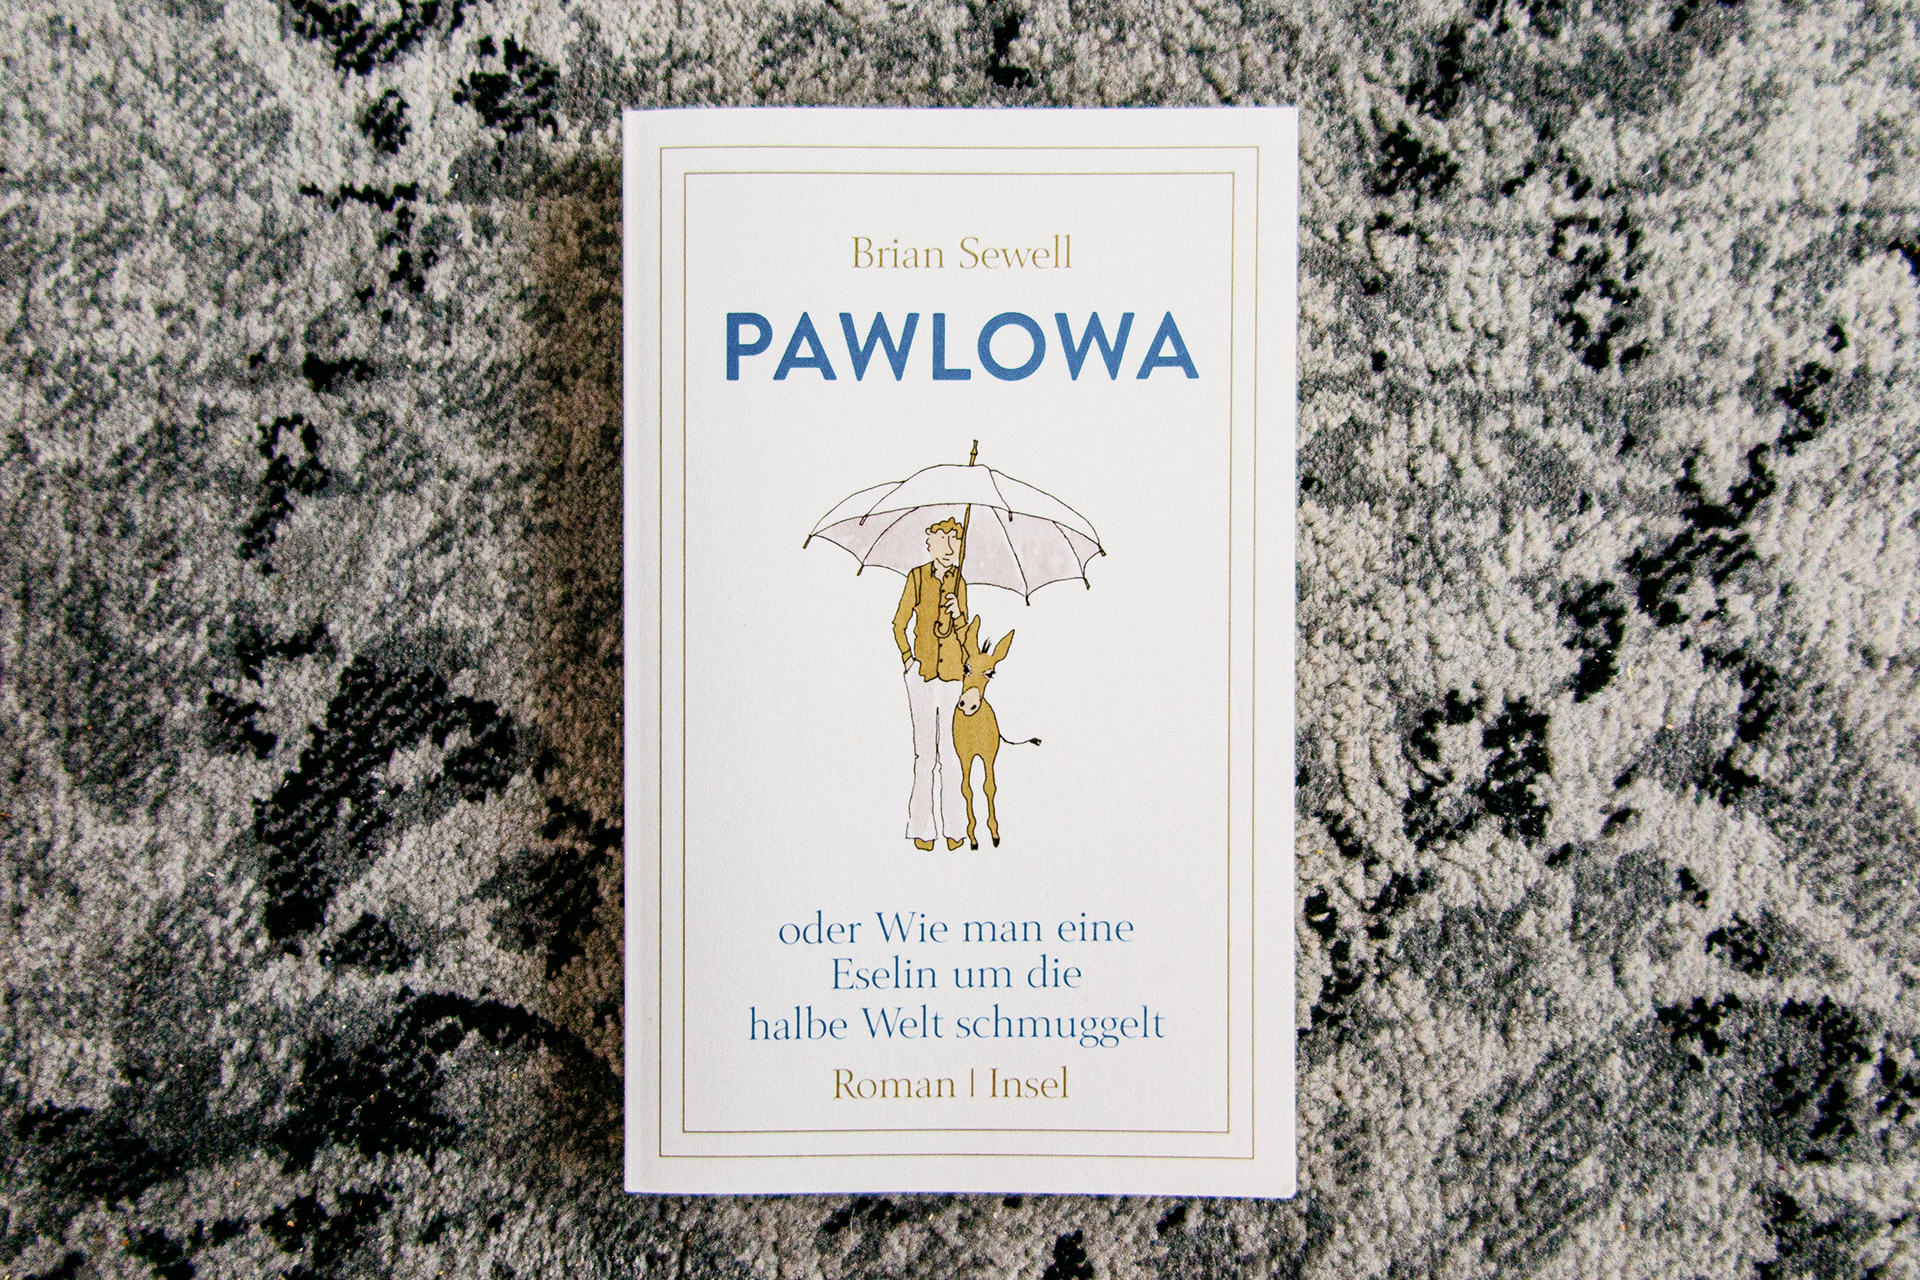 Brian Sewell
PAWLOWA
oder Wie man eine
Eselin um die
halbe Welt schmuggelt
Roman | Insel